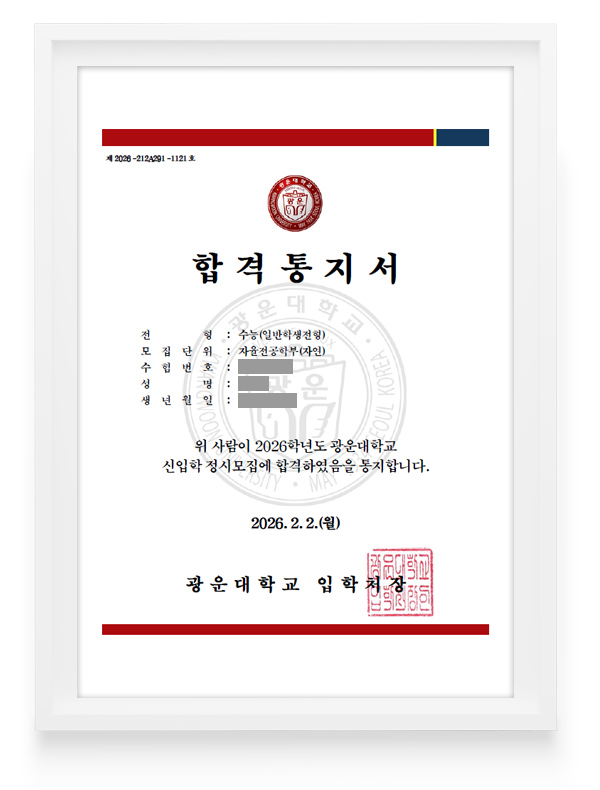 제 2026 -212A291 -1121 호
합격통지서
전 형 : 수능(일반학생전형)
모 집 단 위 : 자율전공학부(자연)
수 험 번 호 :
성 명 :
생 년 월 일 :
위 사람이 2026학년도 광운대학교
신입학 정시모집에 합격하였음을 통지합니다.
2026. 2. 2.(월)
광운대학교 입학처장